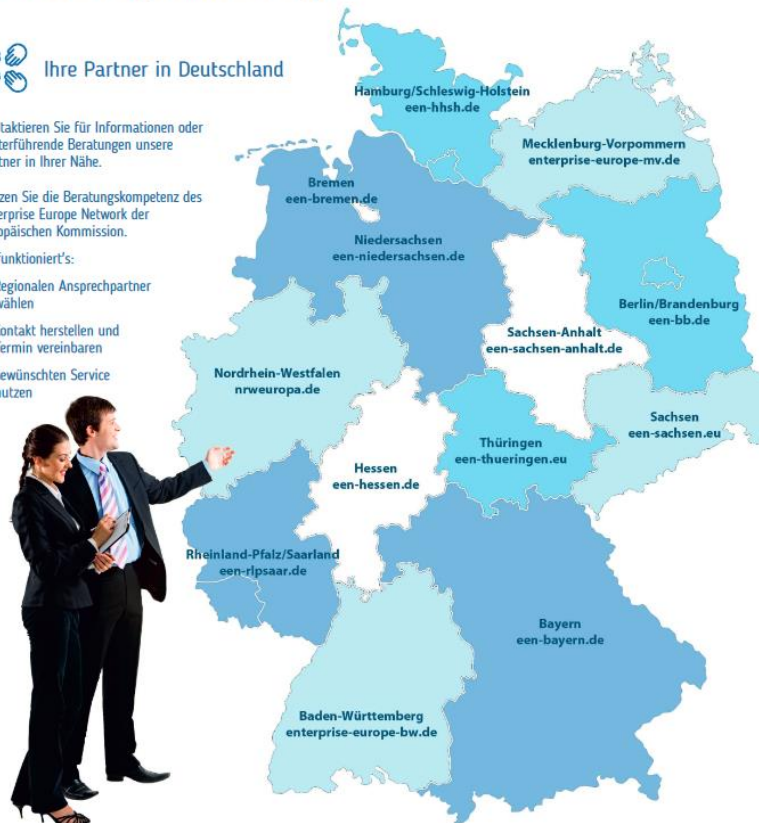 Ihre Partner in Deutschland
taktieren Sie für Informationen oder
terführende Beratungen unsere
tner in Ihrer Nähe.
zen Sie die Beratungskompetenz des
erprise Europe Network der
opäischen Kommission.
funktioniert's:
egionalen Ansprechpartner
wählen
ontakt herstellen und
ermin vereinbaren
ewünschten Service
nutzen
Hamburg/Schleswig-Holstein
een-hhsh.de
Mecklenburg-Vorpommern
enterprise-europe-mv.de
Bremen
een-bremen.de
Niedersachsen
een-niedersachsen.de
Berlin/Brandenburg
een-bb.de
Sachsen-Anhalt
een-sachsen-anhalt.de
Nordrhein-Westfalen
nrweuropa.de
Sachsen
een-sachsen.eu
Thüringen
een-thueringen.eu
Hessen
een-hessen.de
Rheinland-Pfalz/Saarland
een-rlpsaar.de
Bayern
een-bayern.de
Baden-Württemberg
enterprise-europe-bw.de